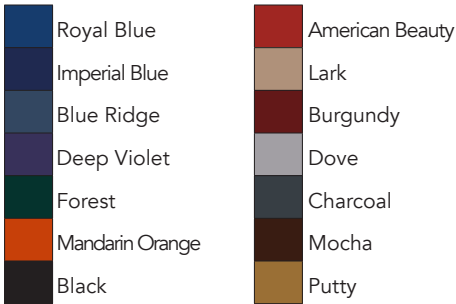 Royal Blue
Imperial Blue
Blue Ridge
Deep Violet
Forest
Mandarin Orange
Black
American Beauty
Lark
Burgundy
Dove
Charcoal
Mocha
Putty